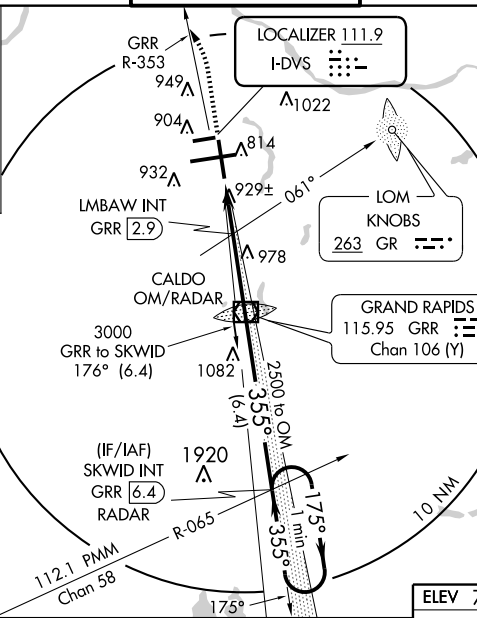 LOCALIZER 111.9
I-DVS
GRR
R-353
949
1022
904
814
932
929±
061°
LMBAW INT
GRR 2.9
LOM
KNOBS
263 GR
978
CALDO
OM/RADAR
GRAND RAPIDS
115.95 GRR
Chan 106 (Y)
3000
GRR to SKWID
176° (6.4)
1082
2500 to OM
(6.4)
355°
(IF/IAF)
SKWID INT
GRR 6.4
RADAR
1920
R-065
175°
1 min
355°
10 NM
112.1 PMM
Chan 58
175°
ELEV 7